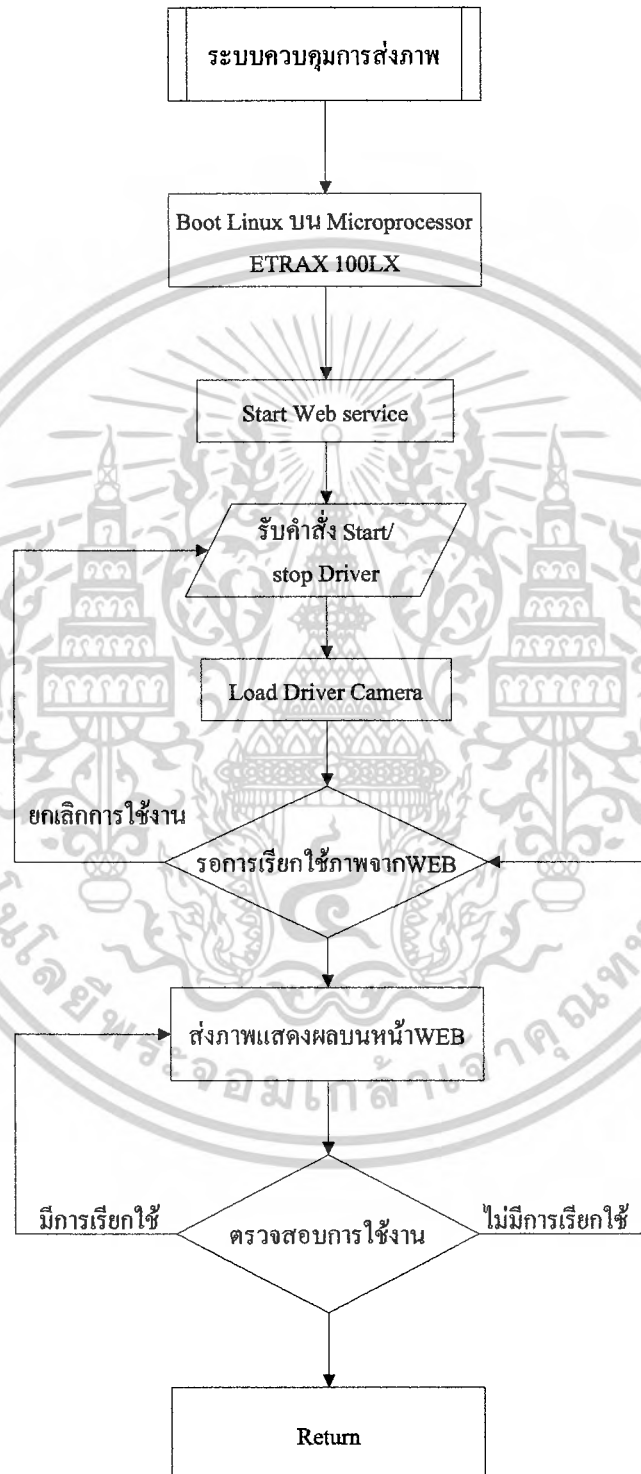 ระบบควบคุมการส่งภาพ
Boot Linux บน Microprocessor
ETRAX 100LX
Start Web service
รับคำสั่ง Start/
stop Driver
Load Driver Camera
ยกเลิกการใช้งาน
รอการเรียกใช้ภาพจากWEB
ส่งภาพแสดงผลบนหน้าWEB
มีการเรียกใช้
ตรวจสอบการใช้งาน
ไม่มีการเรียกใช้
Return